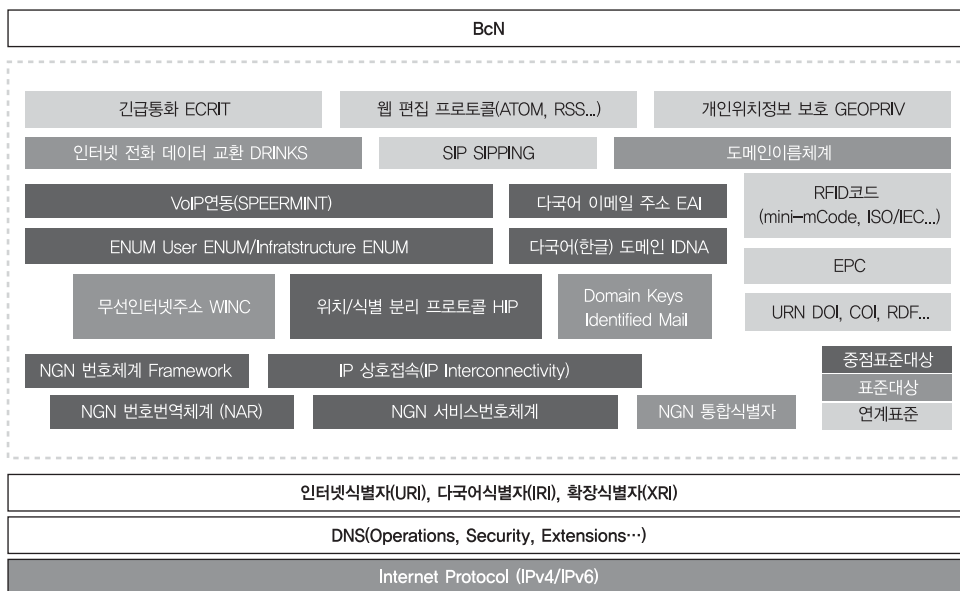 BcN
긴급통화 ECRIT
웹 편집 프로토콜(ATOM, RSS...)
개인위치정보 보호 GEOPRIV
인터넷 전화 데이터 교환 DRINKS
SIP SIPPING
도메인이름체계
VoIP연동(SPEERMINT)
다국어 이메일 주소 EAI
RFID코드
(mini-mCode, ISO/IEC...)
ENUM User ENUM/Infratstructure ENUM
다국어(한글) 도메인 IDNA
EPC
무선인터넷주소 WINC
위치/식별 분리 프로토콜 HIP
Domain Keys
Identified Mail
URN DOI, COI, RDF...
NGN 번호체계 Framework
IP 상호접속(IP Interconnectivity)
중점표준대상
표준대상
NGN 번호번역체계 (NAR)
NGN 서비스번호체계
NGN 통합식별자
연계표준
인터넷식별자(URI), 다국어식별자(IRI), 확장식별자(XRI)
DNS(Operations, Security, Extensions···)
Internet Protocol (IPv4/IPv6)